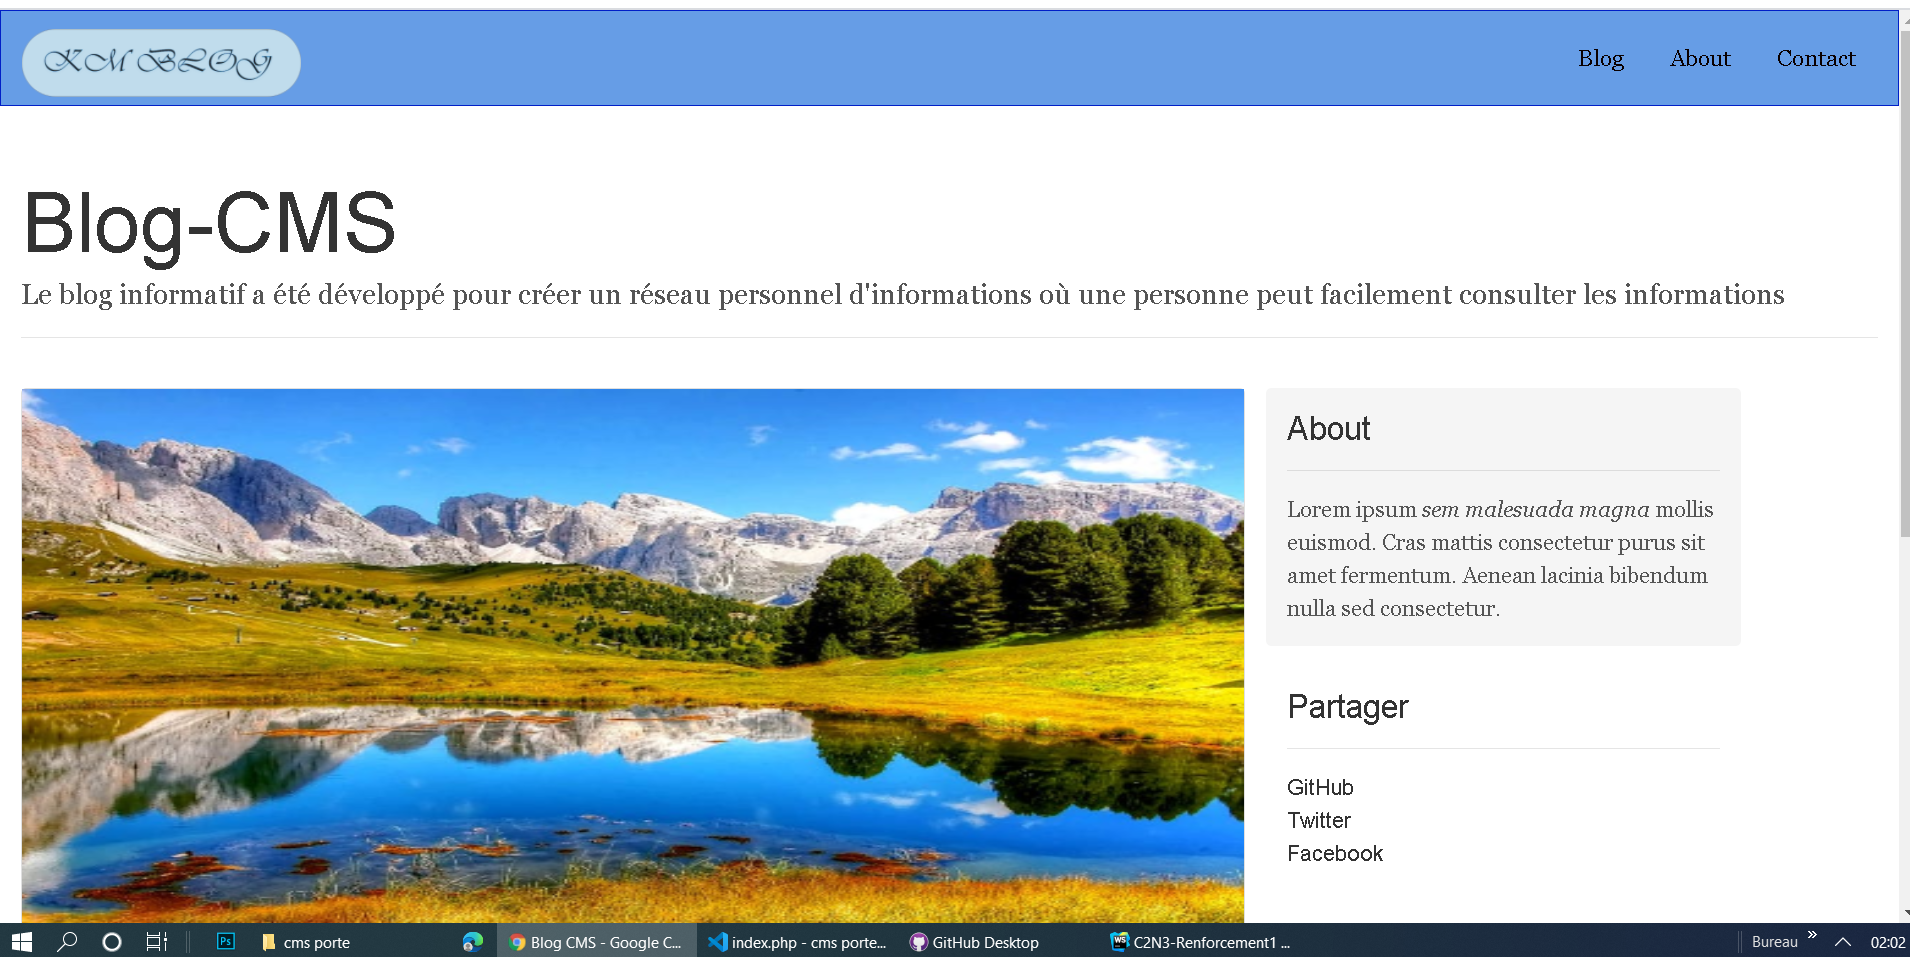 KM BLOG
Blog About Contact
Blog-CMS
Le blog informatif a été développé pour créer un réseau personnel d'informations où une personne peut facilement consulter les informations
About
Lorem ipsum sem malesuada magna mollis
euismod. Cras mattis consectetur purus sit
amet fermentum. Aenean lacinia bibendum
nulla sed consectetur.
Partager
GitHub
Twitter
Facebook
Ps cms porte Blog CMS - Google C... index.php - cms porte... GitHub Desktop WS C2N3-Renforcement1 ... Bureau » 02:02